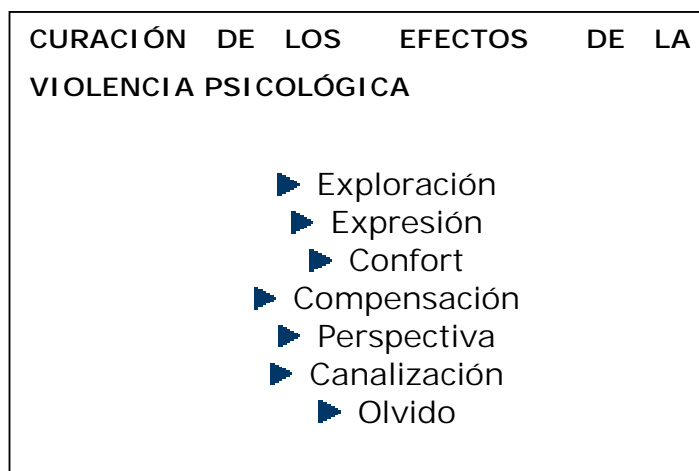 CURACIÓN DE LOS EFECTOS DE LA
VIOLENCIA PSICOLÓGICA
Exploración
Expresión
Confort
Compensación
Perspectiva
Canalización
Olvido